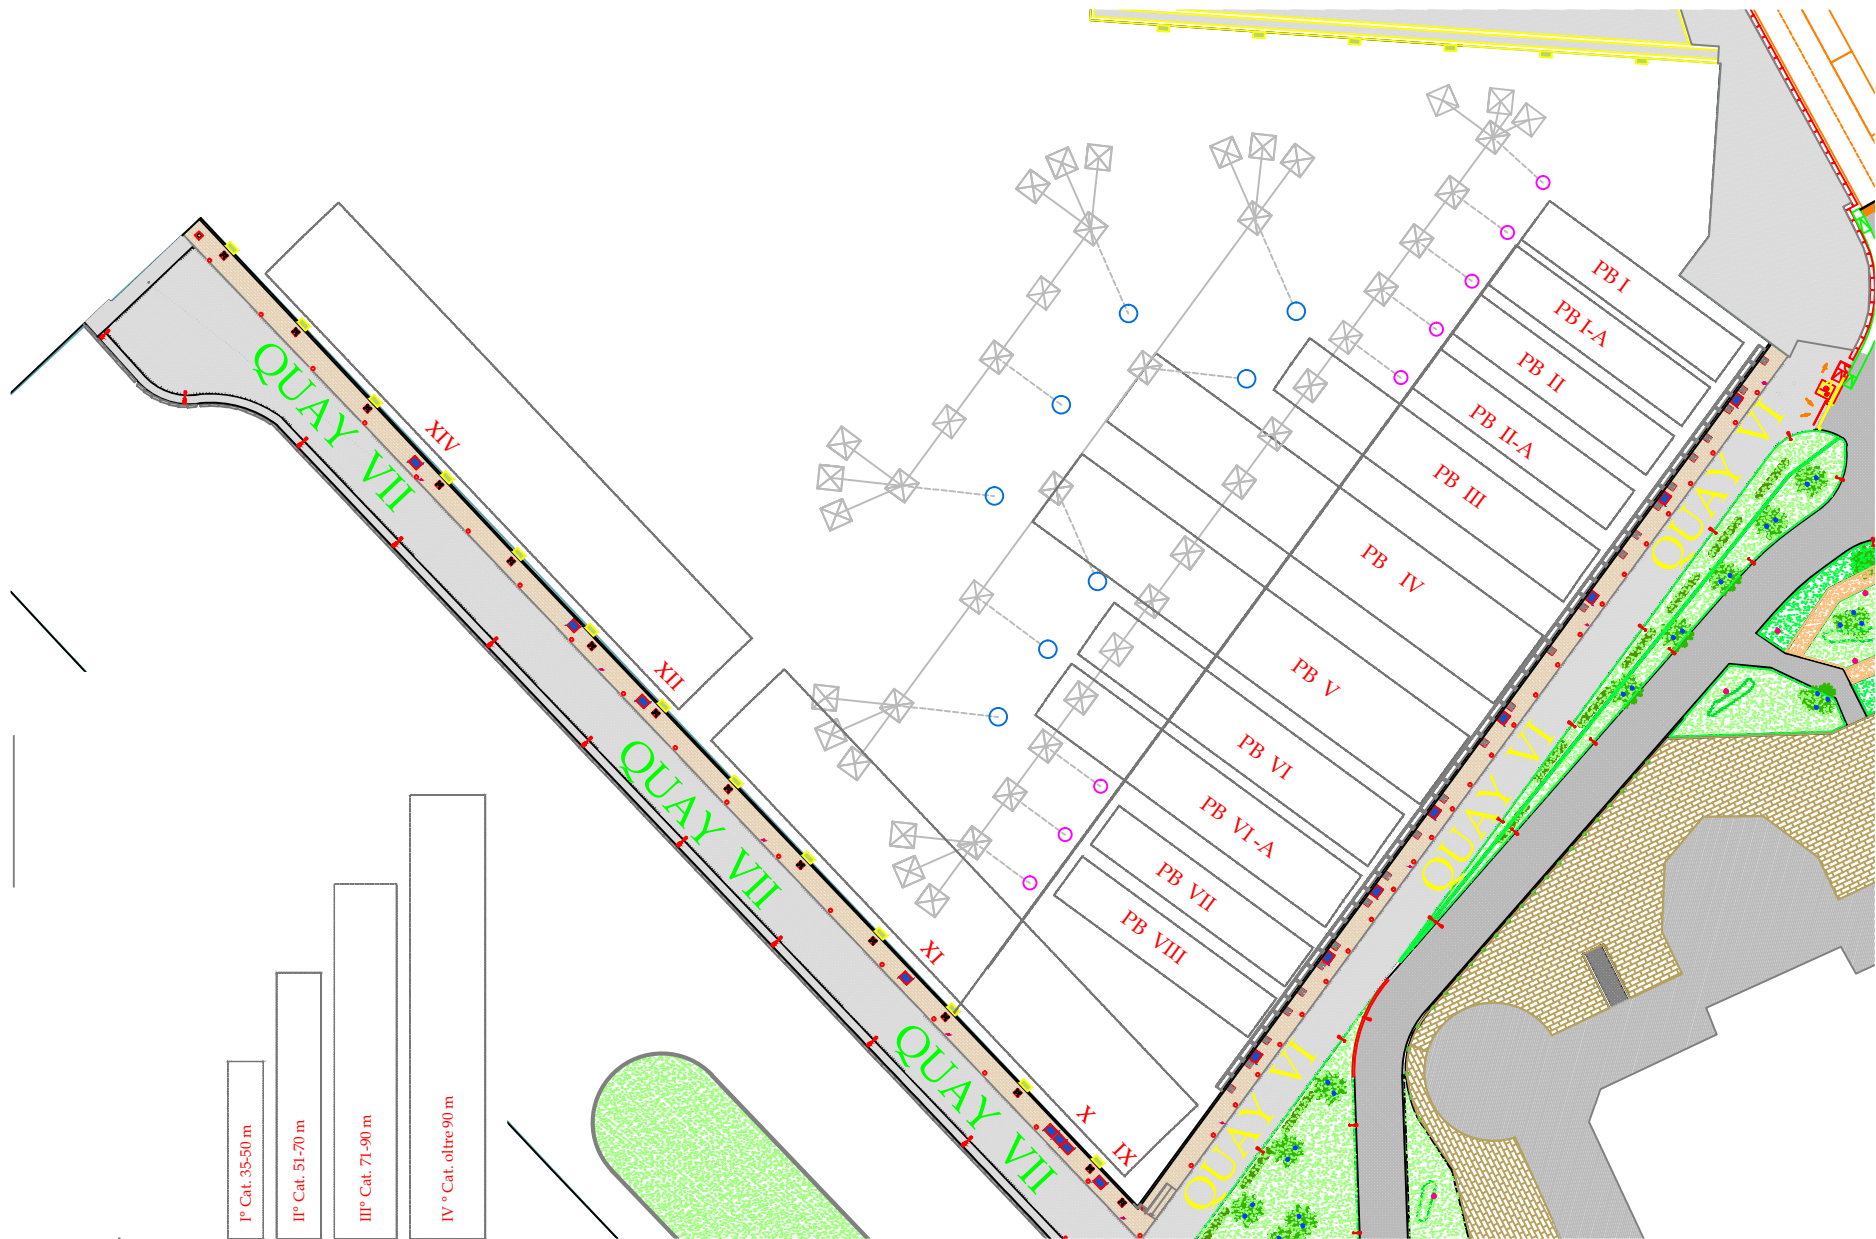 PB I
PB I-A
PB II
PB II-A
PB III
PB IV
PB V
PB VI
PB VI-A
PB VII
PB VIII
QUAY VII
XIV
XII
QUAY VII
XI
QUAY VII
X
IX
QUAY VI
QUAY VI
QUAY VI
QUAY VI
I° Cat. 35-50 m
II° Cat. 51-70 m
III° Cat. 71-90 m
IV ° Cat. oltre 90 m